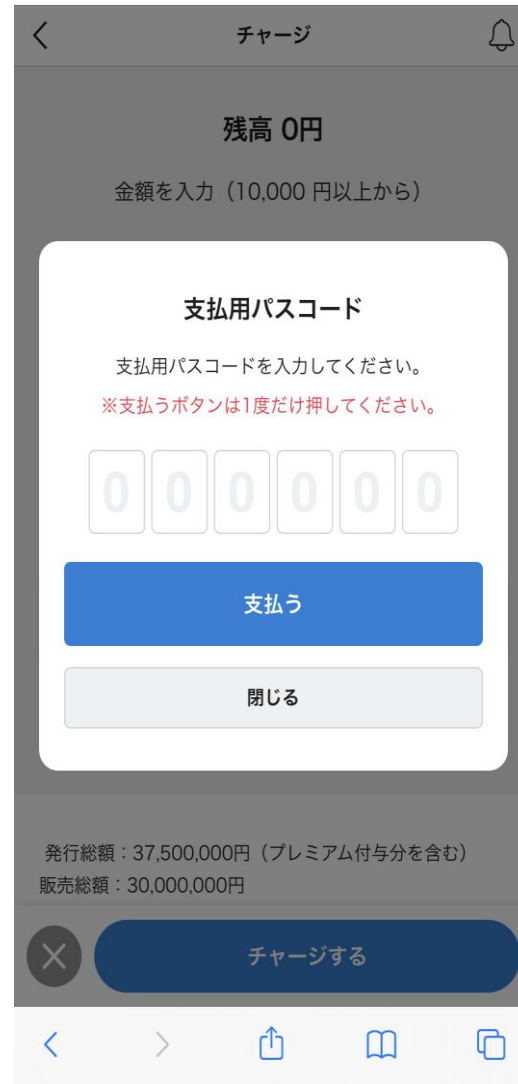 チャージ
残高 0円
金額を入力（10,000 円以上から）
支払用パスコード
支払用パスコードを入力してください。
※支払うボタンは1度だけ押してください。
0 0 0 0 0 0
支払う
閉じる
発行総額：37,500,000円（プレミアム付与分を含む）
販売総額：30,000,000円
チャージする